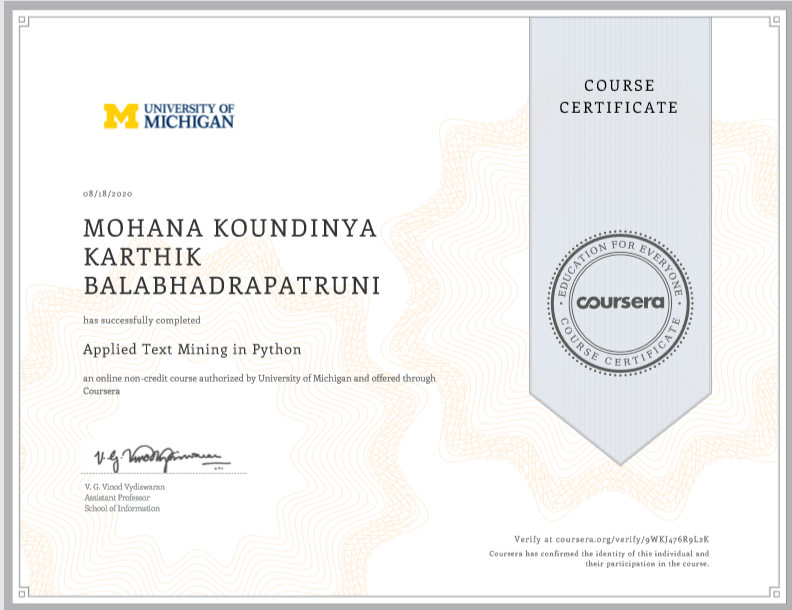 UNIVERSITY OF
MICHIGAN
COURSE
CERTIFICATE
08/18/2020
MOHANA KOUNDINYA
KARTHIK
BALABHADRAPATRUNI
has successfully completed
Applied Text Mining in Python
an online non-credit course authorized by University of Michigan and offered through
Coursera
EDUCATION FOR EVERYONE
coursera
COURSE CERTIFICATE
V. G. Vinod Vydiswaran
Assistant Professor
School of Information
Verify at coursera.org/verify/9WKJ476R9L2K
Coursera has confirmed the identity of this individual and
their participation in the course.